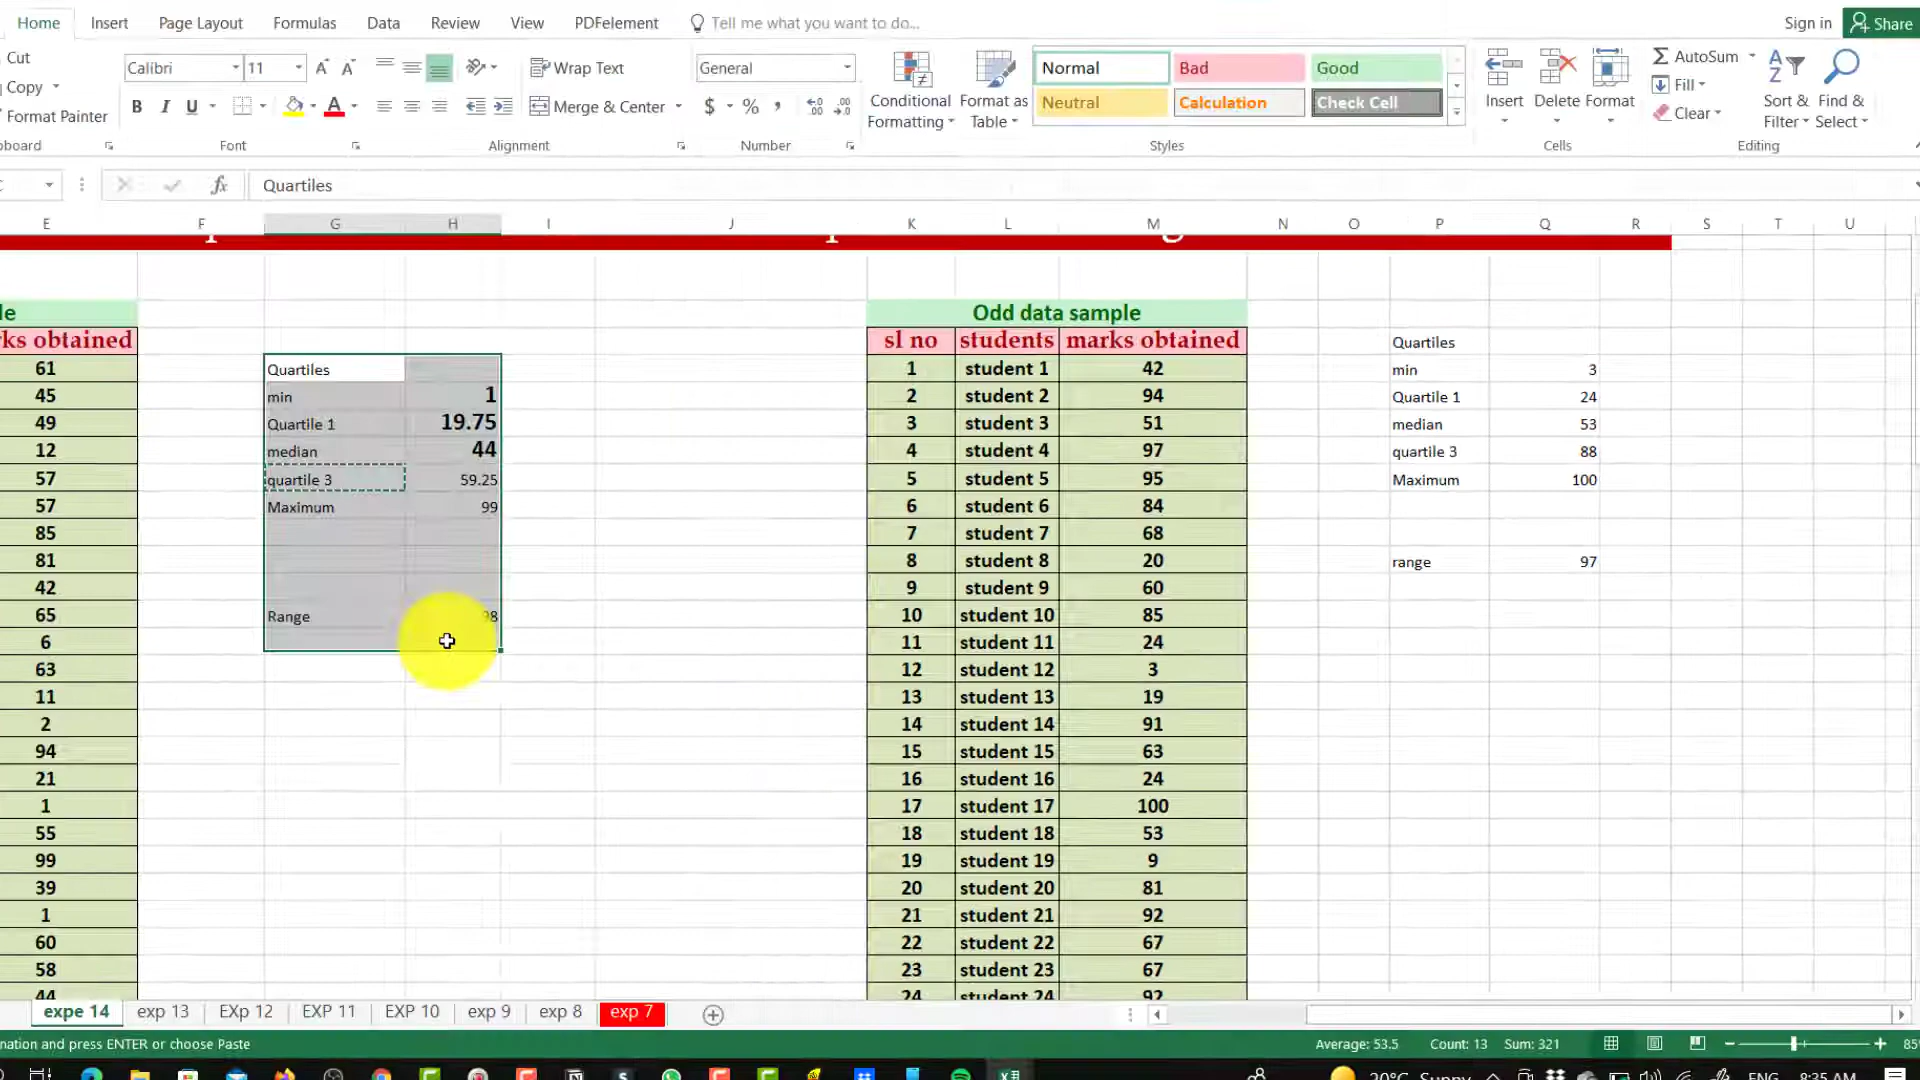 Home Insert Page Layout Formulas Data Review View PDFelement Tell me what you want to do... Sign in Share
Cut
Copy
Format Painter
Calibri 11
B I U
Wrap Text
Merge & Center
General
$ %
Conditional Formatting
Format as Table
Normal Bad Good
Neutral Calculation Check Cell
Insert Delete Format
AutoSum
Fill
Clear
Sort & Filter
Find & Select
Font Alignment Number Styles Cells Editing
fx Quartiles
E F G H I J K L M N O P Q R S T U
Odd data sample
ks obtained
61
45
49
12
57
57
85
81
42
65
6
63
11
2
94
21
1
55
99
39
1
60
58
44
Quartiles
min 1
Quartile 1 19.75
median 44
quartile 3 59.25
Maximum 99
Range 98
sl no students marks obtained
1 student 1 42
2 student 2 94
3 student 3 51
4 student 4 97
5 student 5 95
6 student 6 84
7 student 7 68
8 student 8 20
9 student 9 60
10 student 10 85
11 student 11 24
12 student 12 3
13 student 13 19
14 student 14 91
15 student 15 63
16 student 16 24
17 student 17 100
18 student 18 53
19 student 19 9
20 student 20 81
21 student 21 92
22 student 22 67
23 student 23 67
24 student 24 92
Quartiles
min 3
Quartile 1 24
median 53
quartile 3 88
Maximum 100
range 97
expe 14 exp 13 EXp 12 EXP 11 EXP 10 exp 9 exp 8 exp 7
nation and press ENTER or choose Paste Average: 53.5 Count: 13 Sum: 321 85
20°C Sunny ENG 8:35 AM